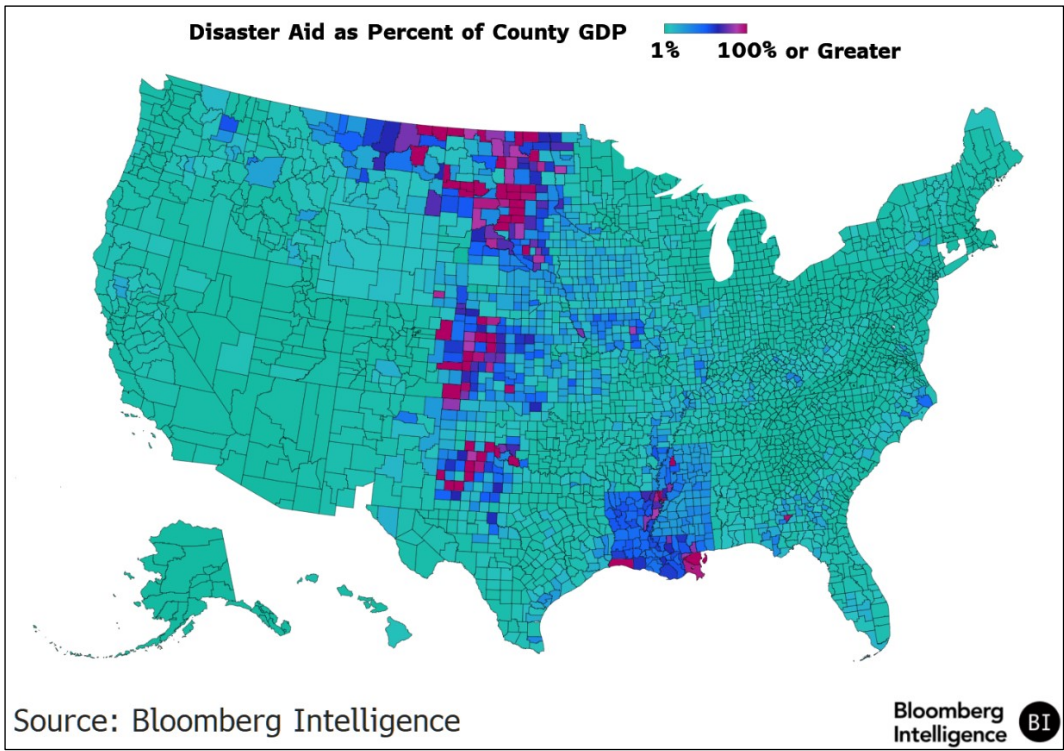 Disaster Aid as Percent of County GDP
1% 100% or Greater
Source: Bloomberg Intelligence
Bloomberg
Intelligence BI